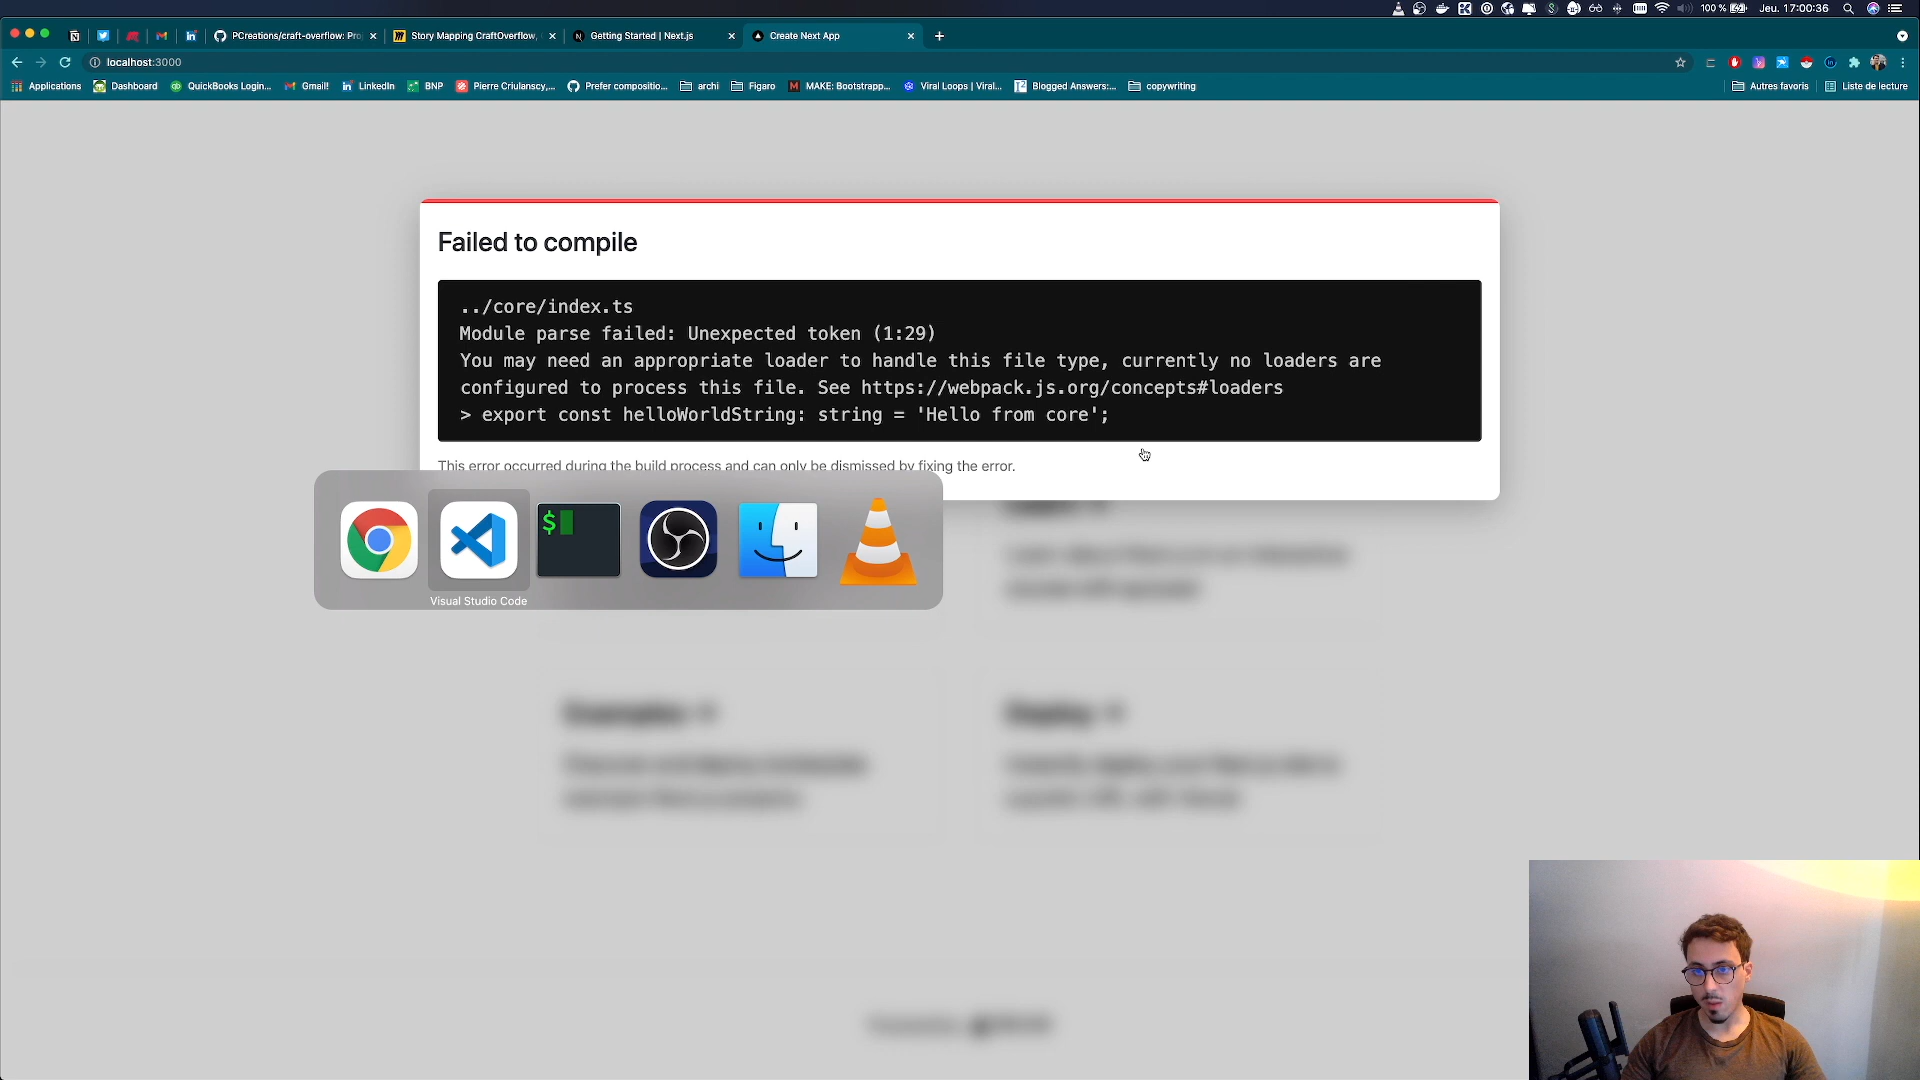 100 %
Jeu. 17:00:36
PCreations/craft-overflow: Pro
Story Mapping CraftOverflow,
Getting Started | Next.js
Create Next App
localhost:3000
Applications
Dashboard
QuickBooks Login...
Gmail!
LinkedIn
BNP
Pierre Criulanscy,...
Prefer compositio...
archi
Figaro
MAKE: Bootstrapp...
Viral Loops | Viral...
Blogged Answers:...
copywriting
Autres favoris
Liste de lecture
Failed to compile
../core/index.ts
Module parse failed: Unexpected token (1:29)
You may need an appropriate loader to handle this file type, currently no loaders are
configured to process this file. See https://webpack.js.org/concepts#loaders
> export const helloWorldString: string = 'Hello from core';
This error occurred during the build process and can only be dismissed by fixing the error.
$
Visual Studio Code
Examples →
Deploy →